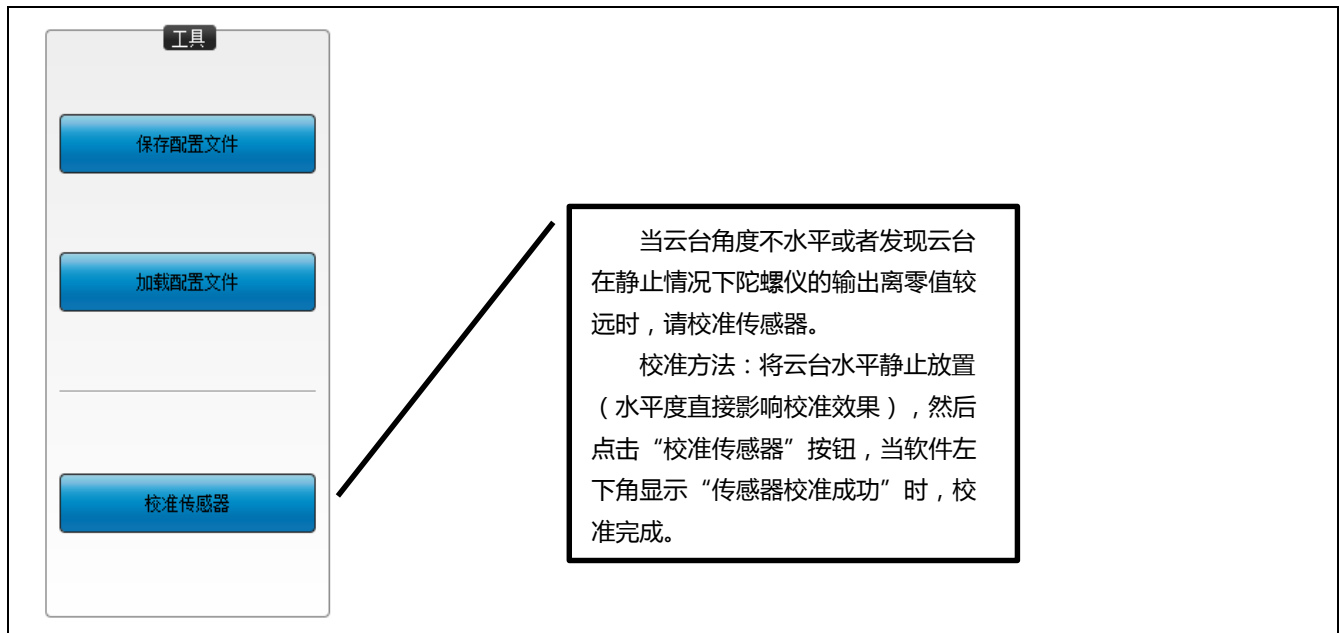 工具
保存配置文件
加载配置文件
校准传感器
当云台角度不水平或者发现云台
在静止情况下陀螺仪的输出离零值较
远时，请校准传感器。
校准方法：将云台水平静止放置
（水平度直接影响校准效果），然后
点击“校准传感器”按钮，当软件左
下角显示“传感器校准成功”时，校
准完成。